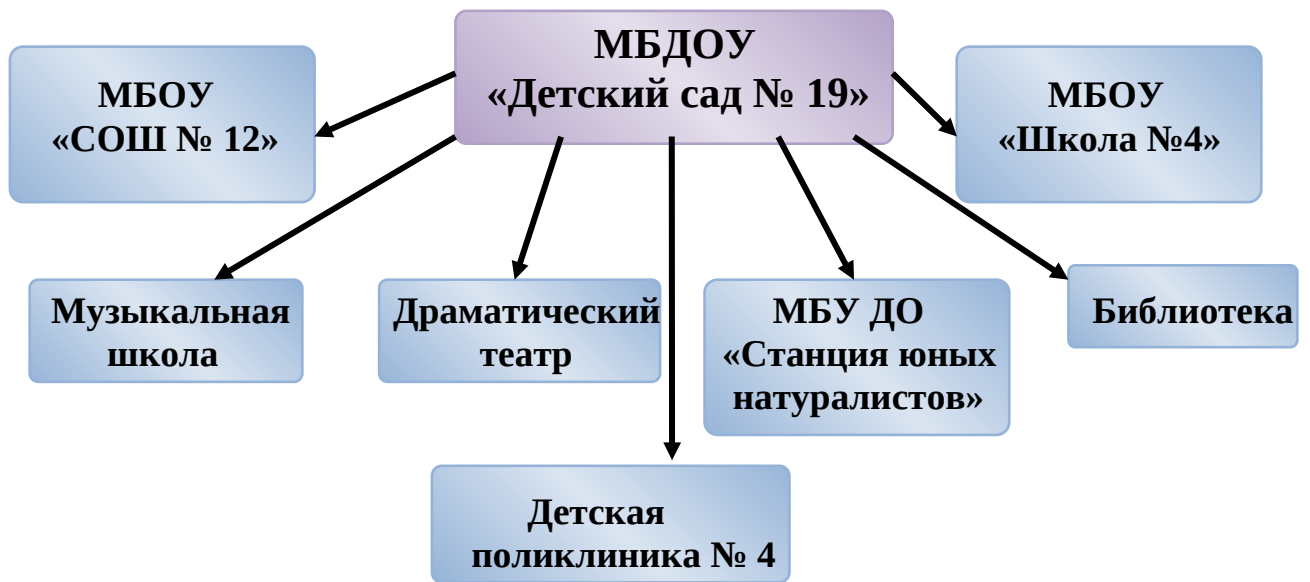 МБДОУ
«Детский сад № 19»
МБОУ
«СОШ № 12»
МБОУ
«Школа №4»
Музыкальная
школа
Драматический
театр
МБУ ДО
«Станция юных
натуралистов»
Библиотека
Детская
поликлиника № 4